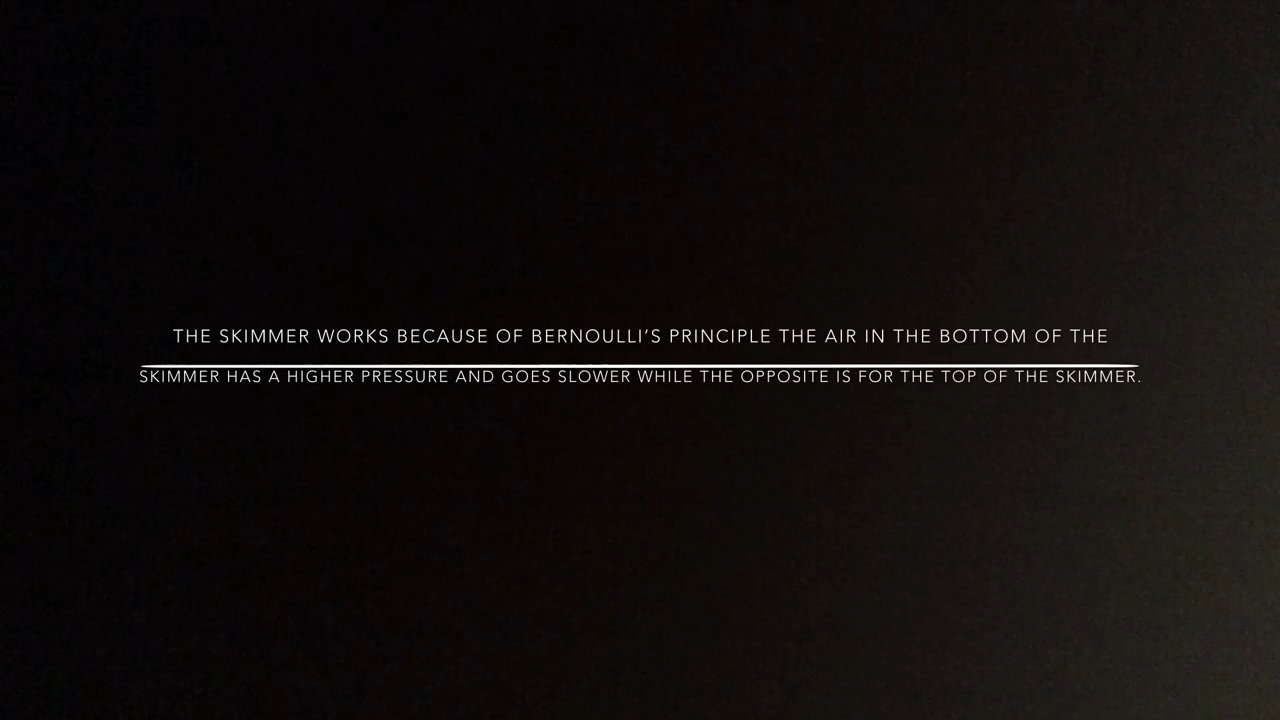 THE SKIMMER WORKS BECAUSE OF BERNOULLI’S PRINCIPLE THE AIR IN THE BOTTOM OF THE
SKIMMER HAS A HIGHER PRESSURE AND GOES SLOWER WHILE THE OPPOSITE IS FOR THE TOP OF THE SKIMMER.